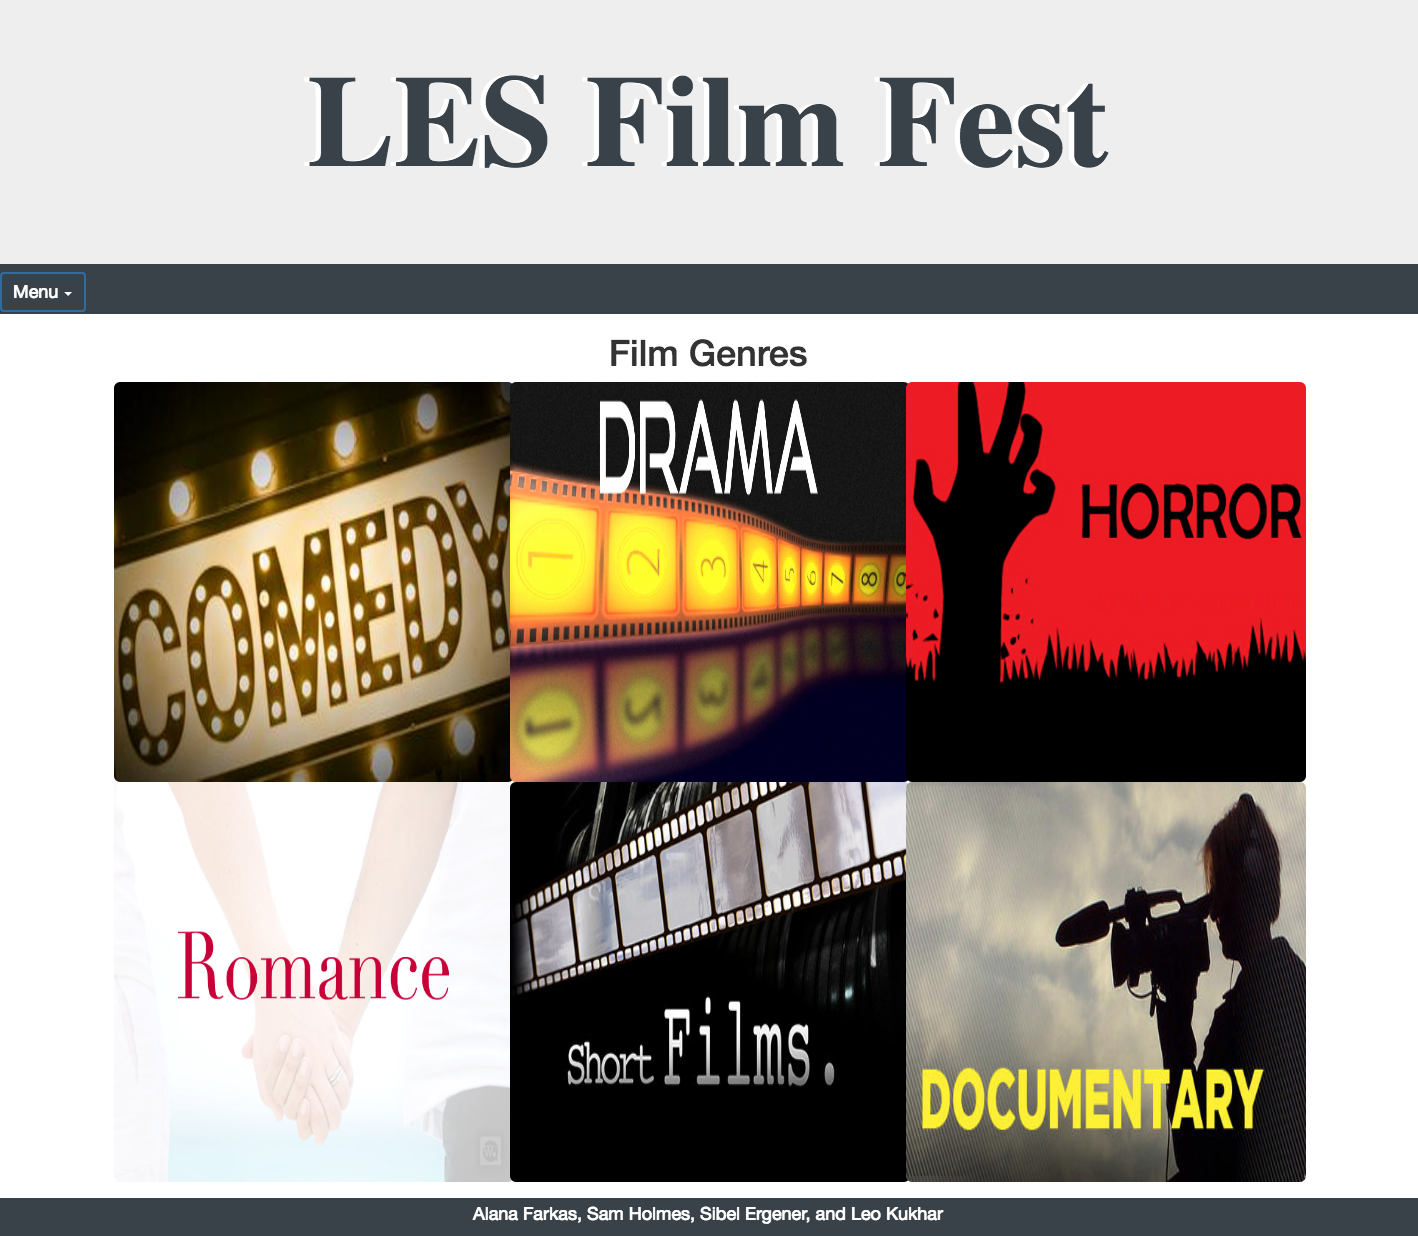 LES Film Fest
Menu
Film Genres
COMEDY
DRAMA
HORROR
1 2 3 4 5 6 7 8 9
Romance
Short Films.
DOCUMENTARY
Alana Farkas, Sam Holmes, Sibel Ergener, and Leo Kukhar